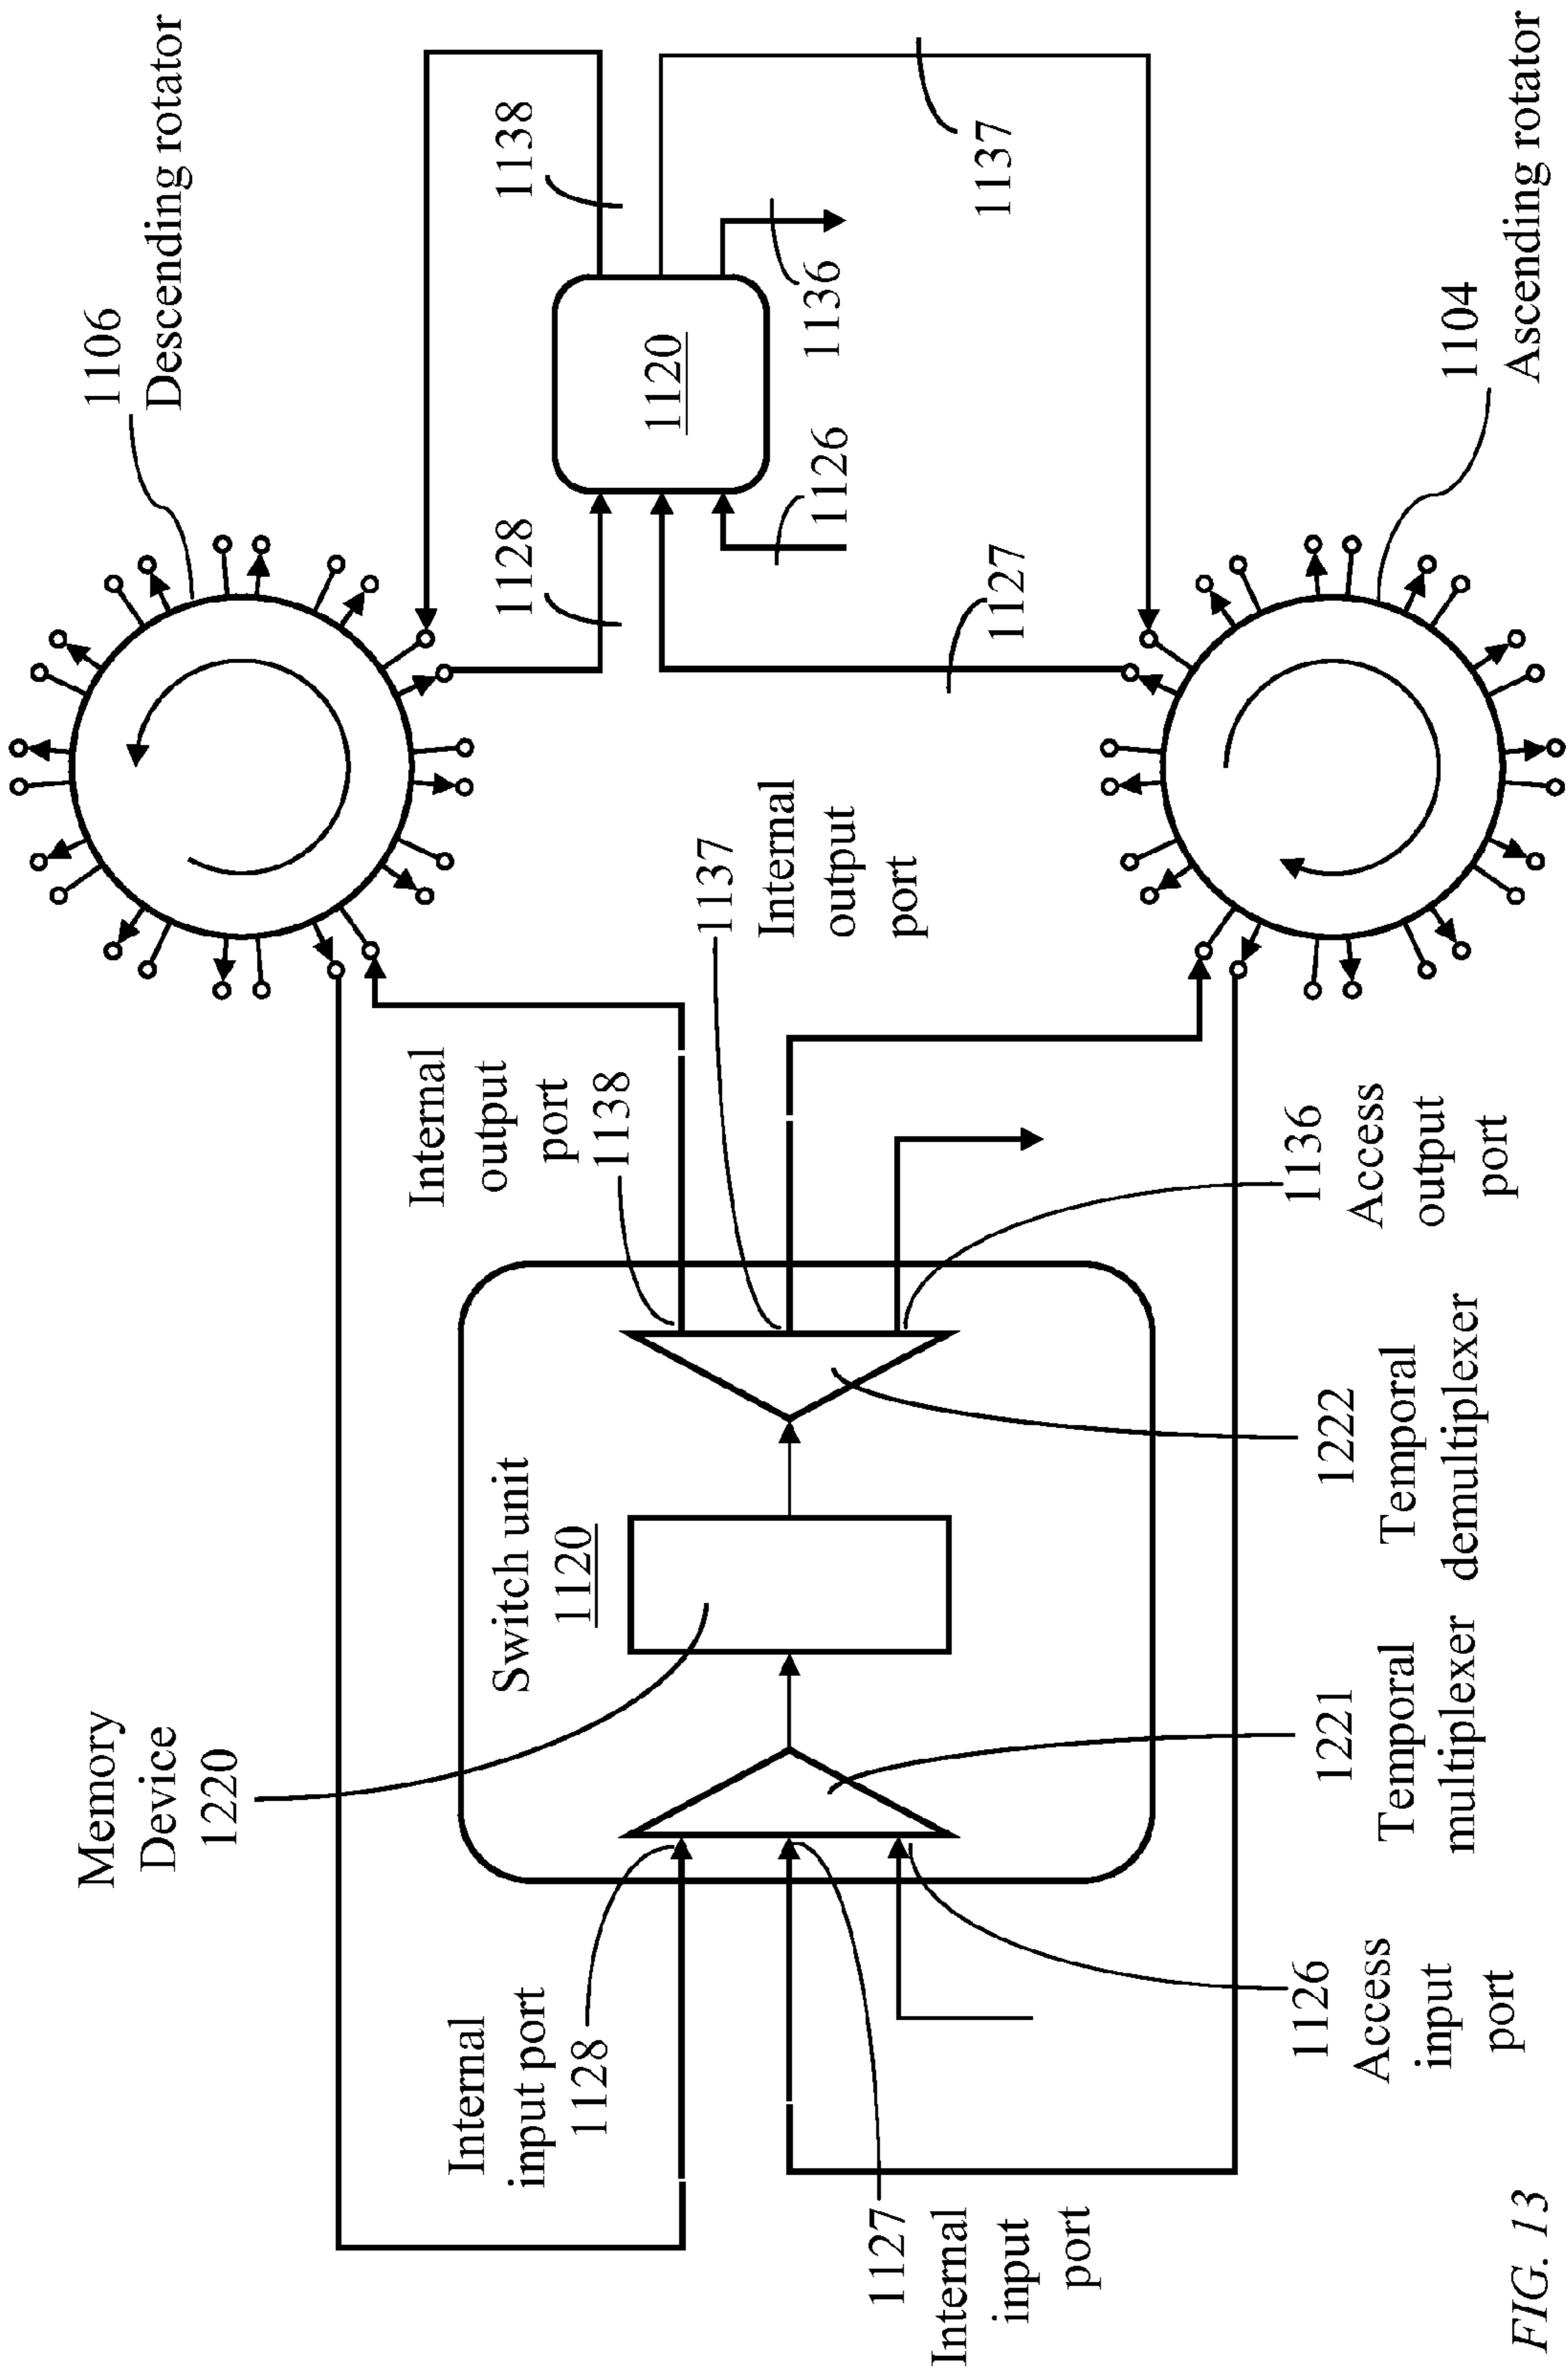 Memory
Device
1220
Internal
input port
1128
1127
Internal
input
port
Switch unit
1120
1126
Access
input
port
1221
Temporal
multiplexer
1222
Temporal
demultiplexer
1136
Access
output
port
Internal
output
port
1138
1137
Internal
output
port
1106
Descending rotator
1128
1138
1120
1126
1136
1127
1137
1104
Ascending rotator
FIG. 13